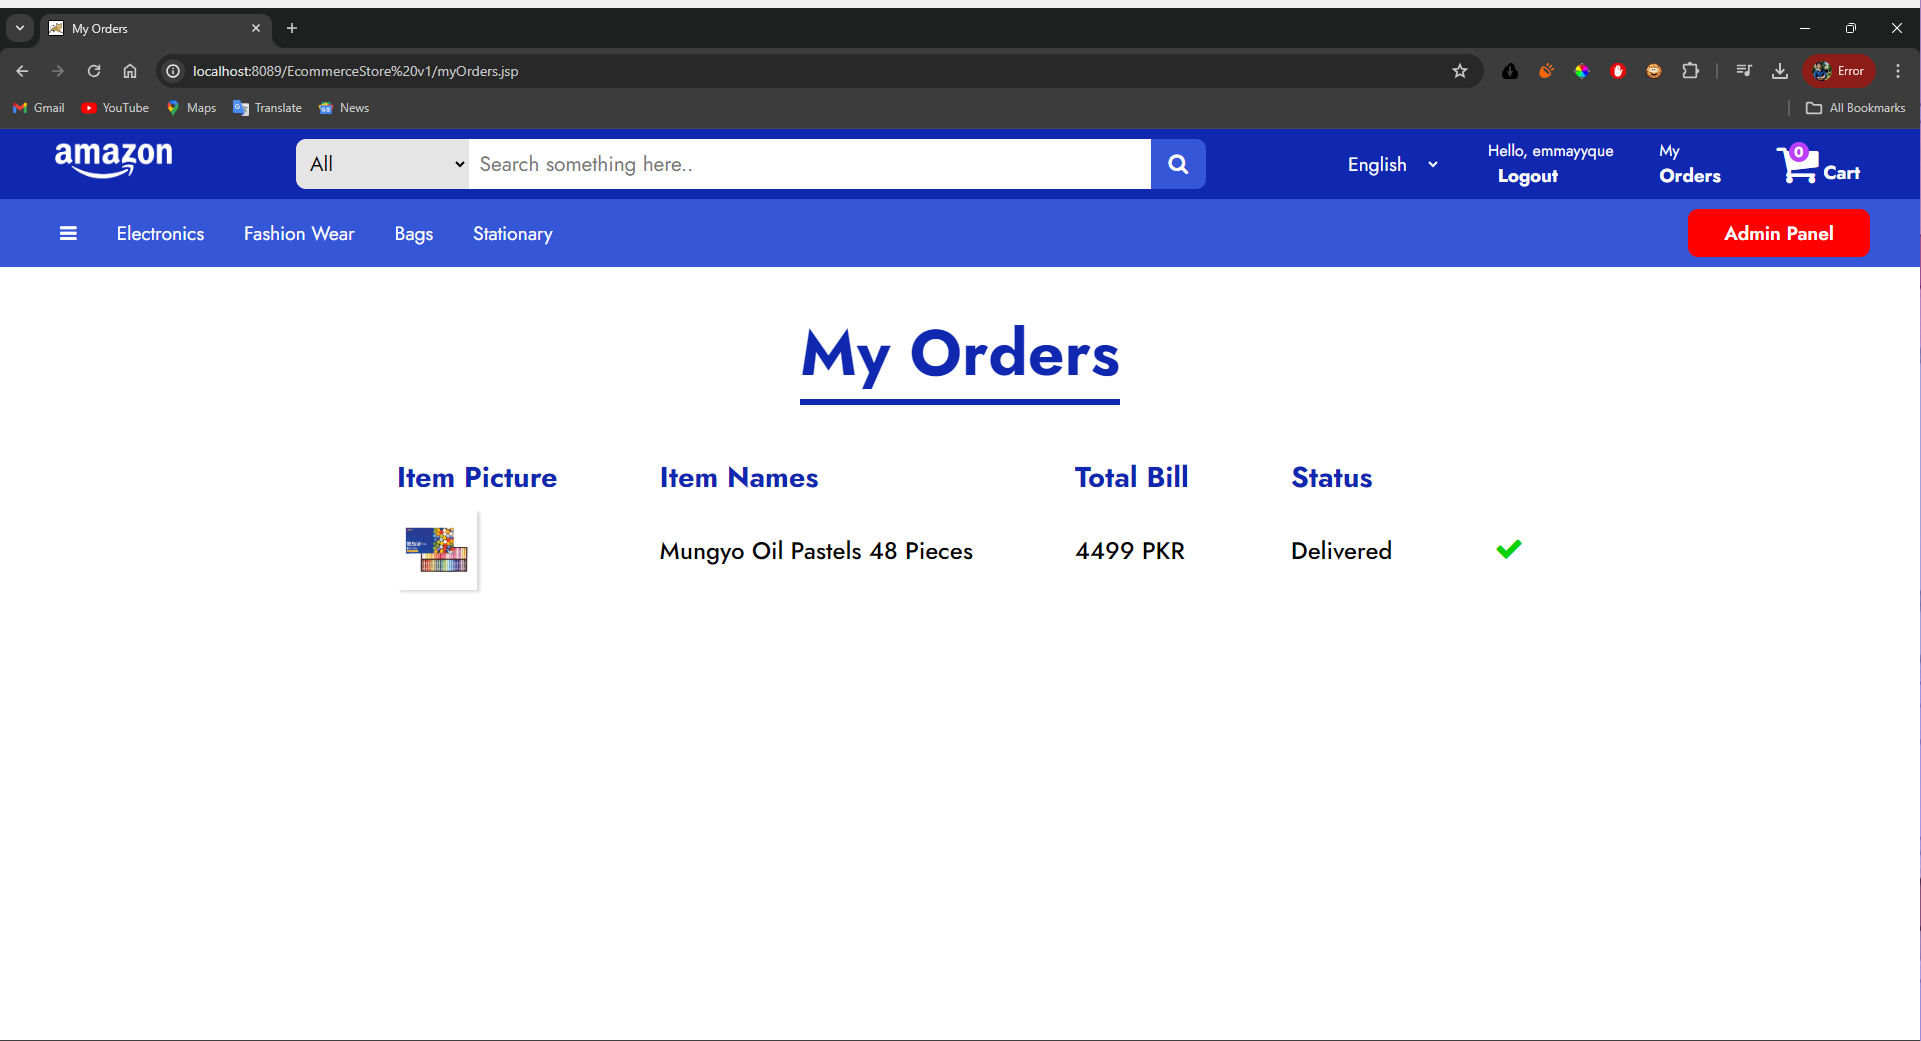 My Orders
localhost:8089/EcommerceStore%20v1/myOrders.jsp
Error
Gmail
YouTube
Maps
Translate
News
All Bookmarks
amazon
All
Search something here..
English
Hello, emmayyque
Logout
My
Orders
0
Cart
Electronics
Fashion Wear
Bags
Stationary
Admin Panel
My Orders
Item Picture
Item Names
Total Bill
Status
Mungyo Oil Pastels 48 Pieces
4499 PKR
Delivered